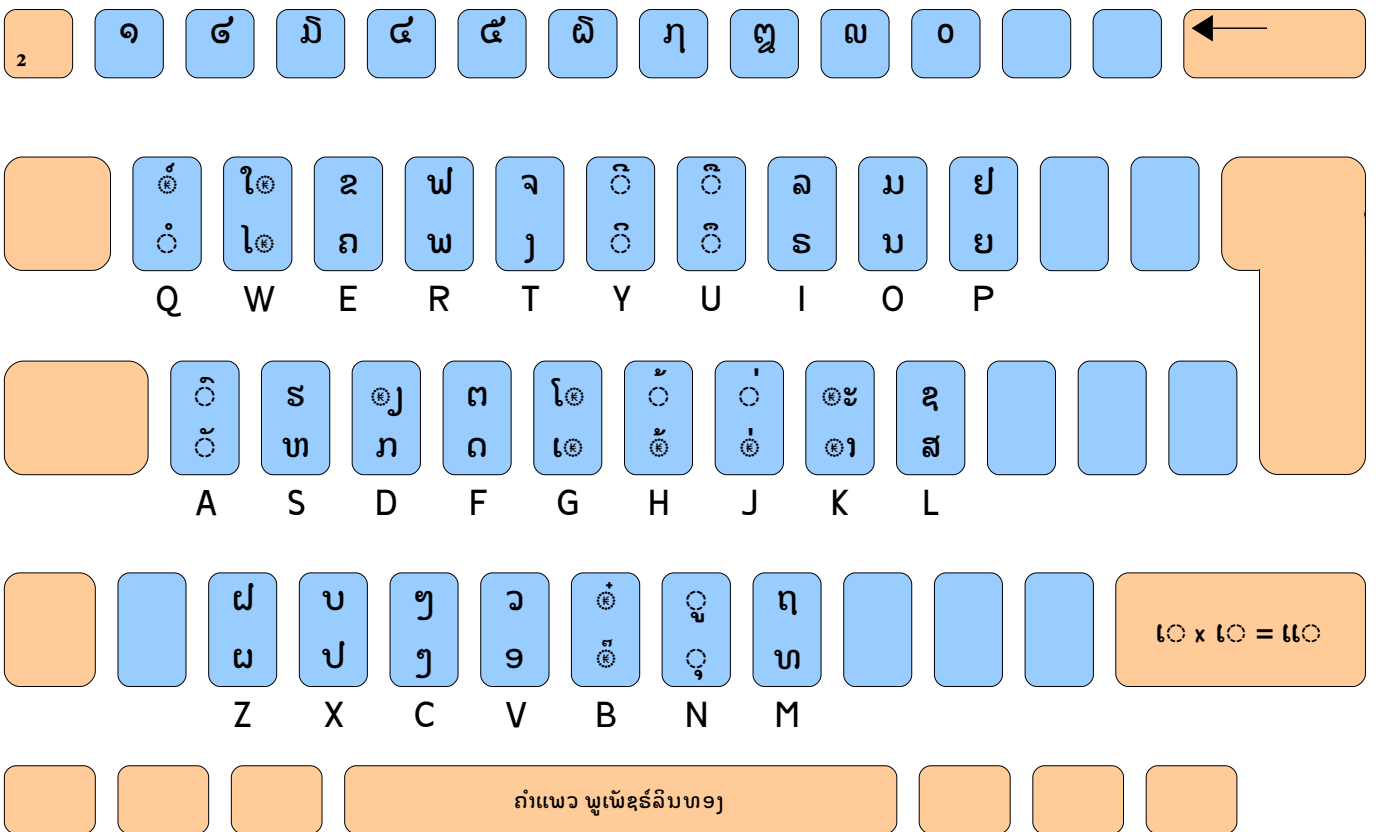 2 ໑ ໒ ໓ ໔ ໕ ໖ ໗ ໘ ໙ ໐
◌໌ ໃ◌ ຂ ຟ ຈ ◌ີ ◌ື ລ ມ ຢ
◌ໍ ໄ◌ ຄ ພ ງ ◌ິ ◌ຶ ຣ ນ ຍ
Q W E R T Y U I O P
◌ົ ຮ ◌ຽ ຕ ໂ◌ ◌້ ◌່ ◌ະ ຊ
◌ັ ຫ ກ ດ ເ◌ ◌້ ◌່ ◌າ ສ
A S D F G H J K L
ຝ ບ ວ ◌໋ ◌ູ ຖ
ເ◌ x ເ◌ = ແ◌
ຜ ປ ໆ ອ ◌໊ ◌ຸ ທ
Z X C V B N M
ຄຳແພວ ພູເພັຊຣ໌ລິນທອງ